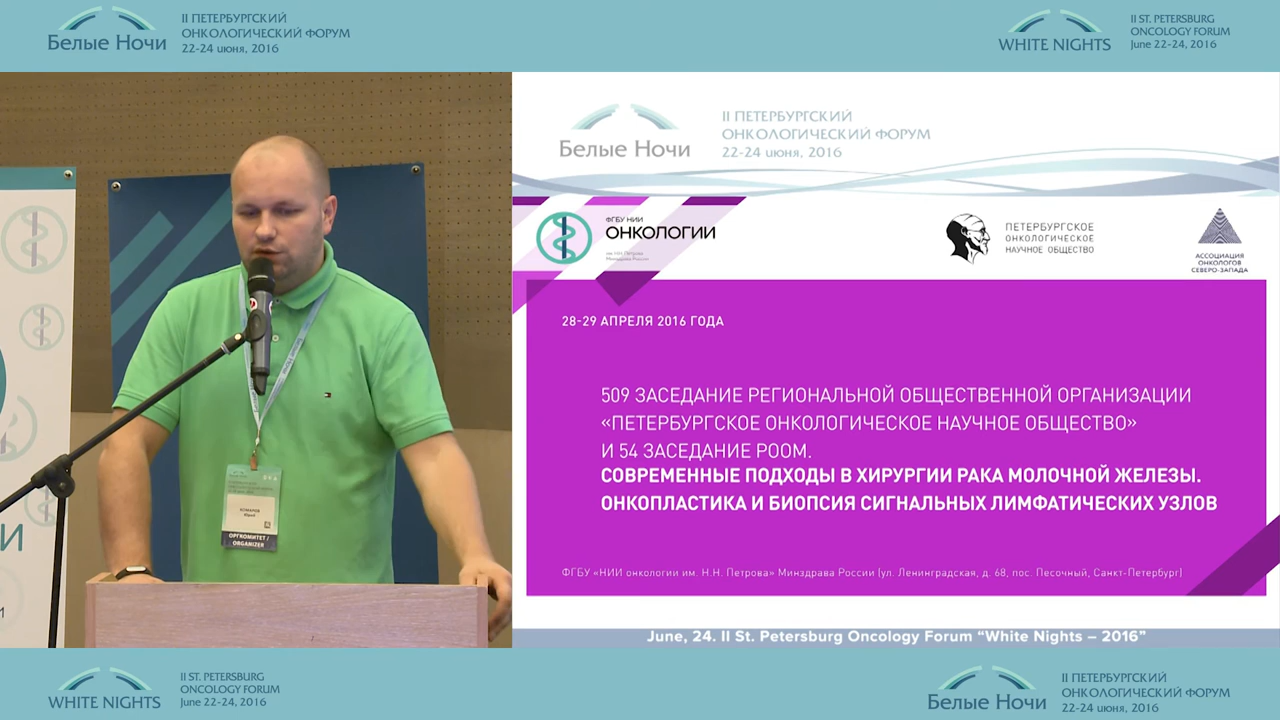 Белые Ночи
II ПЕТЕРБУРГСКИЙ
ОНКОЛОГИЧЕСКИЙ ФОРУМ
22-24 июня, 2016
WHITE NIGHTS
II ST. PETERSBURG
ONCOLOGY FORUM
June 22-24, 2016
Белые Ночи
II ПЕТЕРБУРГСКИЙ
ОНКОЛОГИЧЕСКИЙ ФОРУМ
22-24 июня, 2016
ФГБУ НИИ
ОНКОЛОГИИ
им. Н.Н. Петрова
Минздрава России
ПЕТЕРБУРГСКОЕ
ОНКОЛОГИЧЕСКОЕ
НАУЧНОЕ ОБЩЕСТВО
АССОЦИАЦИЯ
ОНКОЛОГОВ
СЕВЕРО-ЗАПАДА
28-29 АПРЕЛЯ 2016 ГОДА
509 ЗАСЕДАНИЕ РЕГИОНАЛЬНОЙ ОБЩЕСТВЕННОЙ ОРГАНИЗАЦИИ
«ПЕТЕРБУРГСКОЕ ОНКОЛОГИЧЕСКОЕ НАУЧНОЕ ОБЩЕСТВО»
И 54 ЗАСЕДАНИЕ РООМ.
СОВРЕМЕННЫЕ ПОДХОДЫ В ХИРУРГИИ РАКА МОЛОЧНОЙ ЖЕЛЕЗЫ.
ОНКОПЛАСТИКА И БИОПСИЯ СИГНАЛЬНЫХ ЛИМФАТИЧЕСКИХ УЗЛОВ
ФГБУ «НИИ онкологии им. Н.Н. Петрова» Минздрава России (ул. Ленинградская, д. 68, пос. Песочный, Санкт-Петербург)
КОМАРОВ
Юрий
ОРГКОМИТЕТ /
ORGANIZER
June, 24. II St. Petersburg Oncology Forum “White Nights – 2016”
WHITE NIGHTS
II ST. PETERSBURG
ONCOLOGY FORUM
June 22-24, 2016
Белые Ночи
II ПЕТЕРБУРГСКИЙ
ОНКОЛОГИЧЕСКИЙ ФОРУМ
22-24 июня, 2016